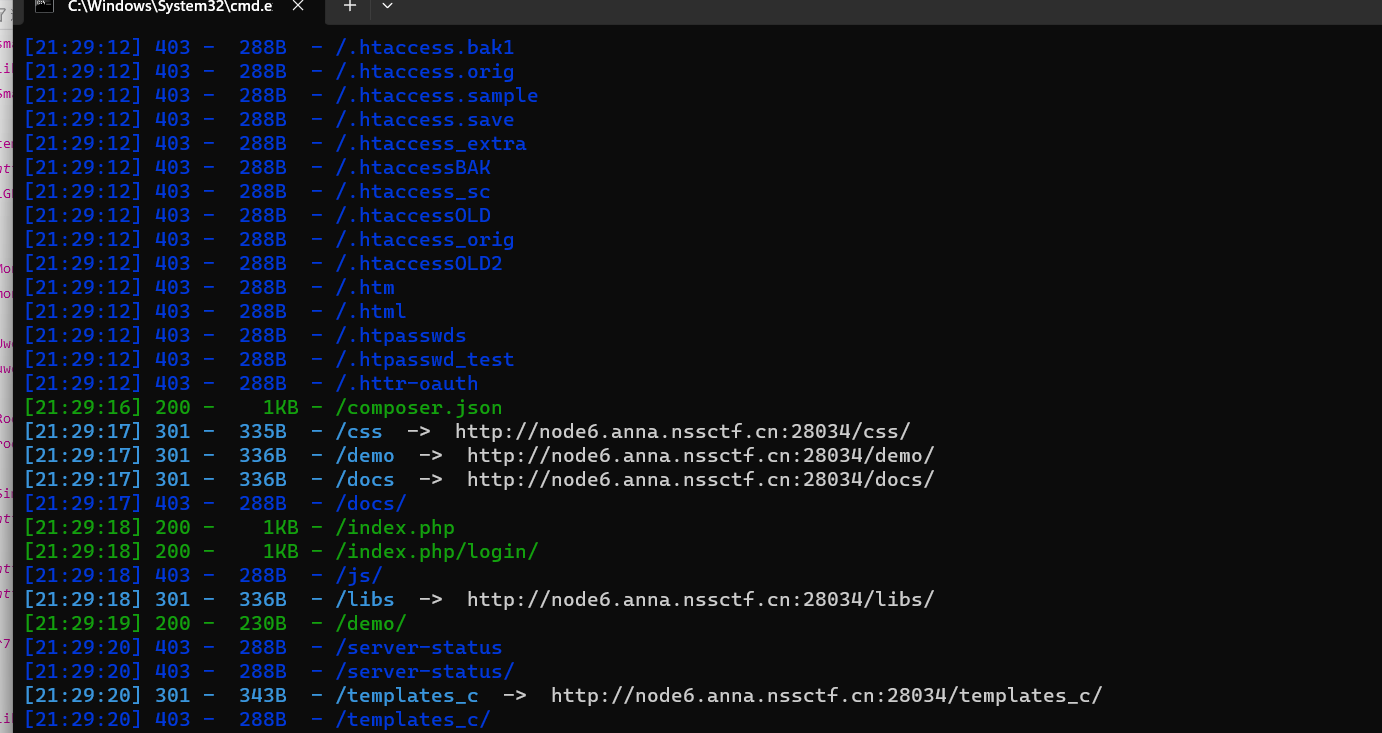 C:\Windows\System32\cmd.e
[21:29:12] 403 - 288B - /.htaccess.bak1
[21:29:12] 403 - 288B - /.htaccess.orig
[21:29:12] 403 - 288B - /.htaccess.sample
[21:29:12] 403 - 288B - /.htaccess.save
[21:29:12] 403 - 288B - /.htaccess_extra
[21:29:12] 403 - 288B - /.htaccessBAK
[21:29:12] 403 - 288B - /.htaccess_sc
[21:29:12] 403 - 288B - /.htaccessOLD
[21:29:12] 403 - 288B - /.htaccess_orig
[21:29:12] 403 - 288B - /.htaccessOLD2
[21:29:12] 403 - 288B - /.htm
[21:29:12] 403 - 288B - /.html
[21:29:12] 403 - 288B - /.htpasswds
[21:29:12] 403 - 288B - /.htpasswd_test
[21:29:12] 403 - 288B - /.httr-oauth
[21:29:16] 200 - 1KB - /composer.json
[21:29:17] 301 - 335B - /css -> http://node6.anna.nssctf.cn:28034/css/
[21:29:17] 301 - 336B - /demo -> http://node6.anna.nssctf.cn:28034/demo/
[21:29:17] 301 - 336B - /docs -> http://node6.anna.nssctf.cn:28034/docs/
[21:29:17] 403 - 288B - /docs/
[21:29:18] 200 - 1KB - /index.php
[21:29:18] 200 - 1KB - /index.php/login/
[21:29:18] 403 - 288B - /js/
[21:29:18] 301 - 336B - /libs -> http://node6.anna.nssctf.cn:28034/libs/
[21:29:19] 200 - 230B - /demo/
[21:29:20] 403 - 288B - /server-status
[21:29:20] 403 - 288B - /server-status/
[21:29:20] 301 - 343B - /templates_c -> http://node6.anna.nssctf.cn:28034/templates_c/
[21:29:20] 403 - 288B - /templates_c/